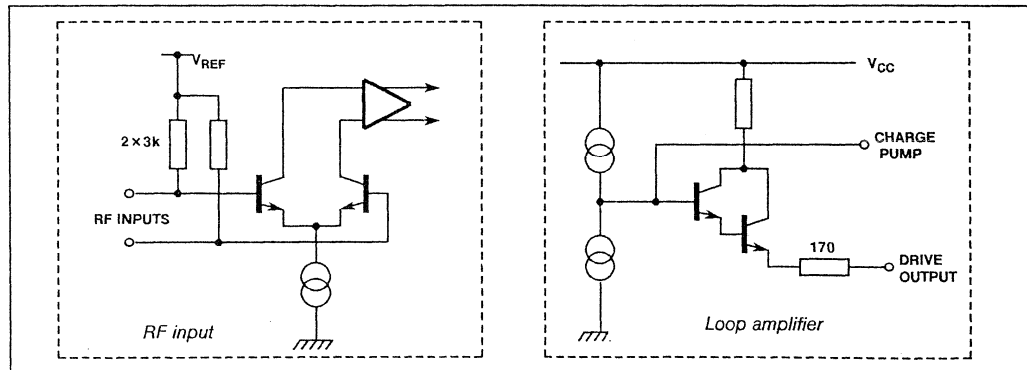 VREF
2 × 3k
RF INPUTS
RF input
VCC
CHARGE
PUMP
170
DRIVE
OUTPUT
Loop amplifier